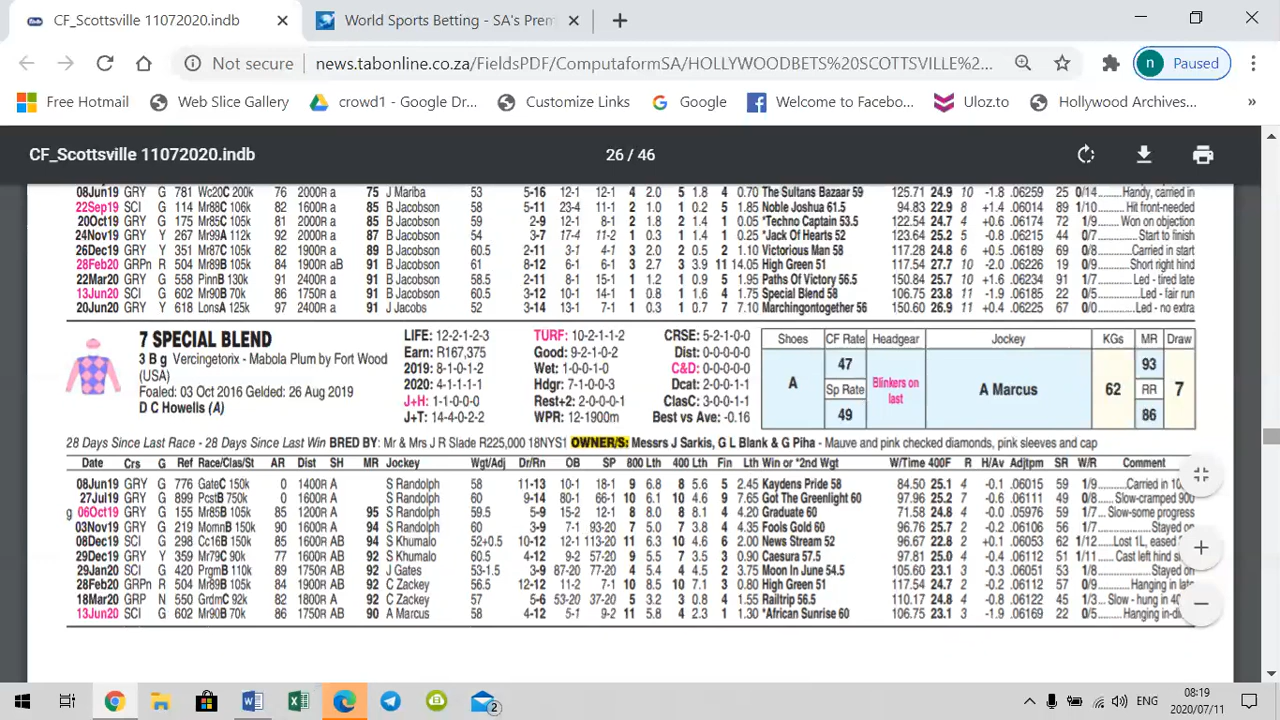 CF_Scottsville 11072020.indb
World Sports Betting - SA's Prem
Not secure
news.tabonline.co.za/FieldsPDF/ComputaformSA/HOLLYWOODBETS%20SCOTTSVILLE%2...
n Paused
Free Hotmail
Web Slice Gallery
crowd1 - Google Dr...
Customize Links
Google
Welcome to Facebo...
Uloz.to
Hollywood Archives...
»
CF_Scottsville 11072020.indb
26 / 46
08Jun19 GRY G 781 Wc20C 200k 76 2000R a 75 J Mariba 53 5-16 12-1 12-1 4 2.0 5 1.8 4 0.70 The Sultans Bazaar 59 125.71 24.9 10 -1.8 .06259 25 0/14 Handy, carried in
22Sep19 SCI G 114 Mr88C 105k 82 1600R a 85 B Jacobson 58 5-11 23-4 11-1 2 1.0 1 0.2 5 1.85 Noble Joshua 61.5 94.83 22.9 8 +1.4 .06014 89 1/10 Hit front-needed
20Oct19 GRY G 175 Mr88C 105k 81 2000R a 85 B Jacobson 59 2-9 12-1 8-1 2 1.8 2 1.4 1 0.05 *Techno Captain 53.5 122.54 24.7 4 +0.6 .06174 72 0/1 Won on objection
24Nov19 GRY Y 267 Mr99A 112k 92 2000R a 87 B Jacobson 54 3-7 17-4 11-2 1 0.3 1 1.4 1 0.25 *Jack Of Hearts 52 123.64 25.2 5 -0.8 .06215 44 0/7 Start to finish
26Dec19 GRY Y 351 Mr97C 105k 82 1900R a 89 B Jacobson 60.5 2-11 3-1 4-1 3 2.0 2 0.5 2 1.10 Victorious Man 58 117.28 24.8 6 +0.5 .06189 69 0/8 Carried in start
28Feb20 GRPn R 504 Mr89B 105k 84 1900R aB 91 B Jacobson 61 8-12 6-1 6-1 3 2.7 3 3.9 11 14.05 High Green 51 117.54 27.7 10 -2.0 .06226 19 0/9 Short right hind
22Mar20 GRY G 558 PinnB 130k 91 2400R a 91 B Jacobson 58.5 2-11 8-1 15-1 1 1.2 1 0.9 5 1.95 Paths Of Victory 56.5 150.84 25.7 10 +1.6 .06234 91 1/7 Led - tired late
13Jun20 SCI G 602 Mr90B 70k 86 1750R a 91 B Jacobson 60.5 3-12 10-1 14-1 1 0.8 1 1.6 4 1.75 Special Blend 58 106.75 23.8 11 -1.9 .06185 22 0/5 Led - fair run
20Jun20 GRY Y 618 LonsA 125k 97 2400R a 91 J Jacobs 52 3-14 13-1 7-1 1 0.3 1 0.7 7 7.10 Marchingontogether 56 150.60 26.9 11 +0.4 .06225 72 0/6 Led - no extra
7 SPECIAL BLEND
3 B g Vercingetorix - Mabola Plum by Fort Wood
(USA)
Foaled: 03 Oct 2016 Gelded: 26 Aug 2019
D C Howells (A)
LIFE: 12-2-1-2-3 TURF: 10-2-1-1-2 CRSE: 5-2-1-0-0
Earn: R167,375 Good: 9-2-1-0-2 Dist: 0-0-0-0-0
2019: 8-1-0-1-2 Wet: 1-0-0-1-0 C&D: 0-0-0-0-0
2020: 4-1-1-1-1 Hdgr: 7-1-0-0-3 Dcat: 2-0-0-1-1
J+H: 1-1-0-0-0 Rest+2: 2-0-0-0-1 ClasC: 3-0-0-1-1
J+T: 14-4-0-2-2 WPR: 12-1900m Best vs Ave: -0.16
Shoes CF Rate Headgear Jockey KGs MR Draw
A 47 Sp Rate 49 Blinkers on last A Marcus 62 93 RR 86 7
28 Days Since Last Race - 28 Days Since Last Win BRED BY: Mr & Mrs J R Slade R225,000 18NYS1 OWNER/S: Messrs J Sarkis, G L Blank & G Piha - Mauve and pink checked diamonds, pink sleeves and cap
Date Crs G Ref Race/Clas/St AR Dist SH MR Jockey Wgt/Adj Dr/Rn OB SP 800 Lth 400 Lth Fin Lth Win or *2nd Wgt W/Time 400F R H/Av Adjtpm SR W/R Comment
08Jun19 GRY G 776 GateC 150k 0 1400R A S Randolph 58 11-13 10-1 18-1 9 6.8 8 5.6 5 2.45 Kaydens Pride 58 84.50 25.1 4 -0.1 .06015 59 1/9 Carried in
27Jul19 GRY G 899 PcstB 750k 0 1600R A S Randolph 60 9-14 80-1 66-1 10 6.1 10 4.6 9 7.65 Got The Greenlight 60 97.96 25.2 7 -0.6 .06111 49 0/8 Slow-cramped 900
g 06Oct19 GRY G 155 Mr85B 105k 85 1200R A 95 S Randolph 59.5 3-9 12-1 18-1 8 8.0 8 8.1 4 4.20 Graduate 60 71.58 24.8 4 -0.0 .05976 51 1/7 Slow-some progress
03Nov19 GRY G 219 MomnB 150k 90 1600R A 94 S Randolph 60 3-9 7-1 93-20 7 5.0 7 3.8 4 4.35 Fools Gold 60 96.76 25.7 2 -0.2 .06106 56 1/7 Stayed on
08Dec19 SCI G 298 Cc16B 150k 85 1600R AB 94 S Khumalo 52+0.5 10-12 12-1 113-20 11 6.3 10 4.6 6 2.00 News Stream 52 96.67 22.8 2 +0.1 .06053 62 1/12 Lost 1L, eased
29Dec19 GRY Y 359 Mr79C 90k 77 1600R AB 92 S Khumalo 60.5 4-12 9-2 57-20 9 5.5 7 3.5 3 0.90 Caesura 57.5 97.81 25.0 4 -0.4 .06112 51 1/11 Cast left hind
29Jan20 SCI G 420 PrgmB 110k 89 1750R AB 92 J Gates 53-1.5 3-9 87-20 77-20 4 5.4 4 4.5 2 3.75 Moon In June 54.5 105.60 23.1 3 -0.3 .06051 53 1/8 Stayed on
28Feb20 GRPn R 504 Mr89B 105k 84 1900R AB 92 C Zackey 56.5 12-12 11-2 7-1 10 8.5 10 7.1 3 0.80 High Green 51 117.54 24.7 2 -0.2 .06112 57 0/9 Hanging in late
18Mar20 GRP N 550 GrdmC 92k 82 1800R A 92 C Zackey 57 5-6 53-20 37-20 5 3.2 3 0.8 4 1.55 Railtrip 56.5 110.17 24.8 4 -0.8 .06122 45 1/3 Slow - hung in
13Jun20 SCI G 602 Mr90B 70k 86 1750R AB 90 A Marcus 58 4-12 5-1 9-2 11 5.8 4 2.3 1 1.30 *African Sunrise 60 106.75 23.1 3 -1.9 .06169 22 0/5 Hanging
2
ENG
08:19
2020/07/11